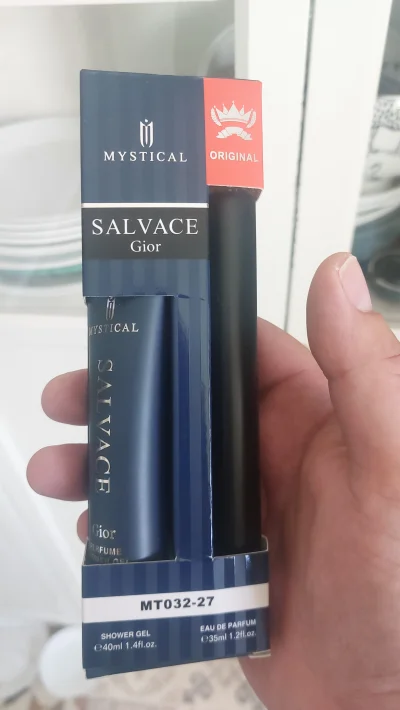 MYSTICAL
ORIGINAL
SALVACE
Gior
MYSTICAL
SALVACE
Gior
PERFUME
MT032-27
SHOWER GEL
℮40ml 1.4fl.oz.
EAU DE PARFUM
℮35ml 1.2fl.oz.